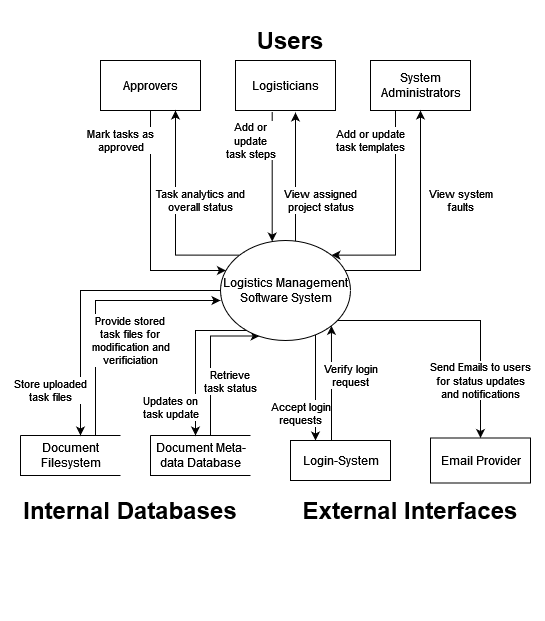 Users
Approvers
Logisticians
System
Administrators
Mark tasks as
approved
Add or
update
task steps
Add or update
task templates
Task analytics and
overall status
View assigned
project status
View system
faults
Logistics Management
Software System
Provide stored
task files for
modification and
verificiation
Store uploaded
task files
Retrieve
task status
Updates on
task update
Verify login
request
Accept login
requests
Send Emails to users
for status updates
and notifications
Document
Filesystem
Document Meta-
data Database
Login-System
Email Provider
Internal Databases
External Interfaces